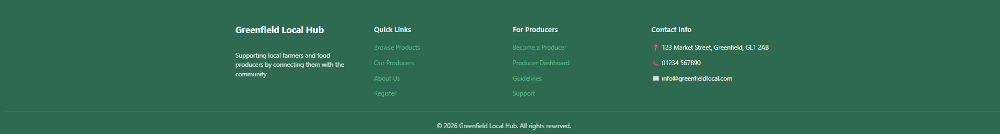 Greenfield Local Hub
Supporting local farmers and food
producers by connecting them with the
community
Quick Links
Browse Products
Our Producers
About Us
Register
For Producers
Become a Producer
Producer Dashboard
Guidelines
Support
Contact Info
123 Market Street, Greenfield, GL1 2AB
01234 567890
info@greenfieldlocal.com
© 2026 Greenfield Local Hub. All rights reserved.